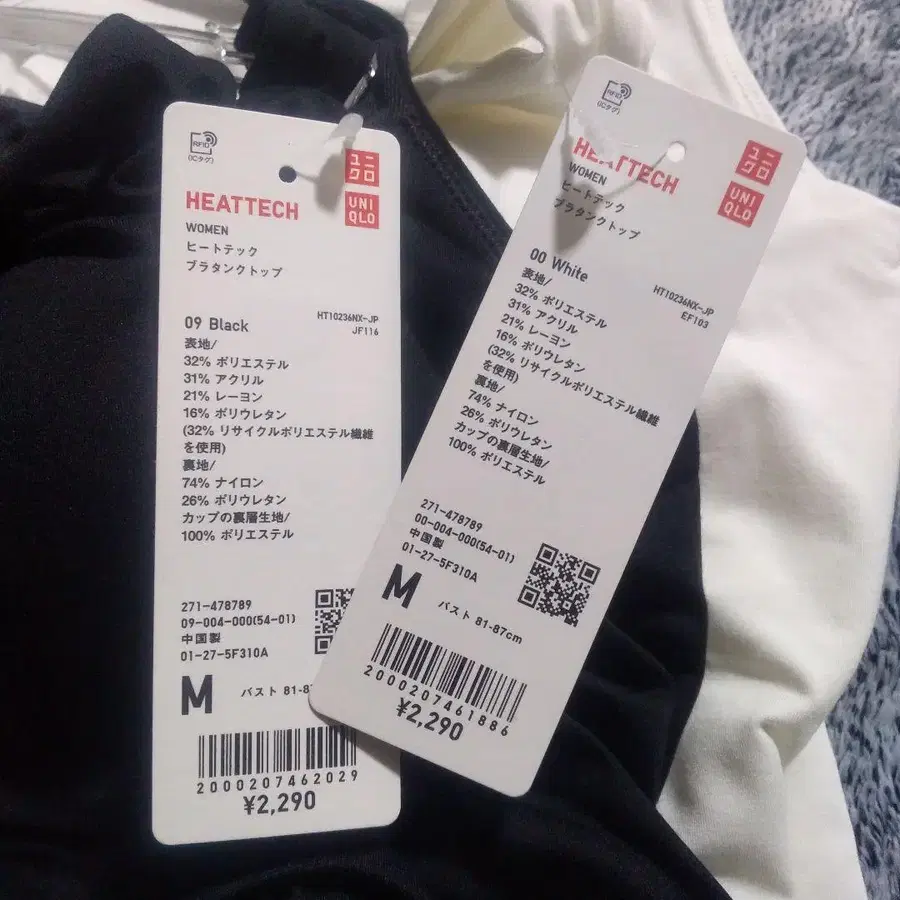 RFID
(ICタグ)
ユニ
クロ
UNI
QLO
HEATTECH
WOMEN
ヒートテック
ブラタンクトップ
HT10236NX-JP
JF116
09 Black
表地/
32% ポリエステル
31% アクリル
21% レーヨン
16% ポリウレタン
(32% リサイクルポリエステル繊維
を使用)
裏地/
74% ナイロン
26% ポリウレタン
カップの裏層生地/
100% ポリエステル
271-478789
09-004-000(54-01)
中国製
01-27-5F310A
M
バスト 81-8
2000207462029
¥2,290
RFID
(ICタグ)
ユニ
クロ
UNI
QLO
HEATTECH
WOMEN
ヒートテック
ブラタンクトップ
00 White
HT10236NX-JP
EF103
表地/
32% ポリエステル
31% アクリル
21% レーヨン
16% ポリウレタン
(32% リサイクルポリエステル繊維
を使用)
裏地/
74% ナイロン
26% ポリウレタン
カップの裏層生地/
100% ポリエステル
271-478789
00-004-000(54-01)
中国製
01-27-5F310A
M
バスト 81-87cm
2000207461886
¥2,290